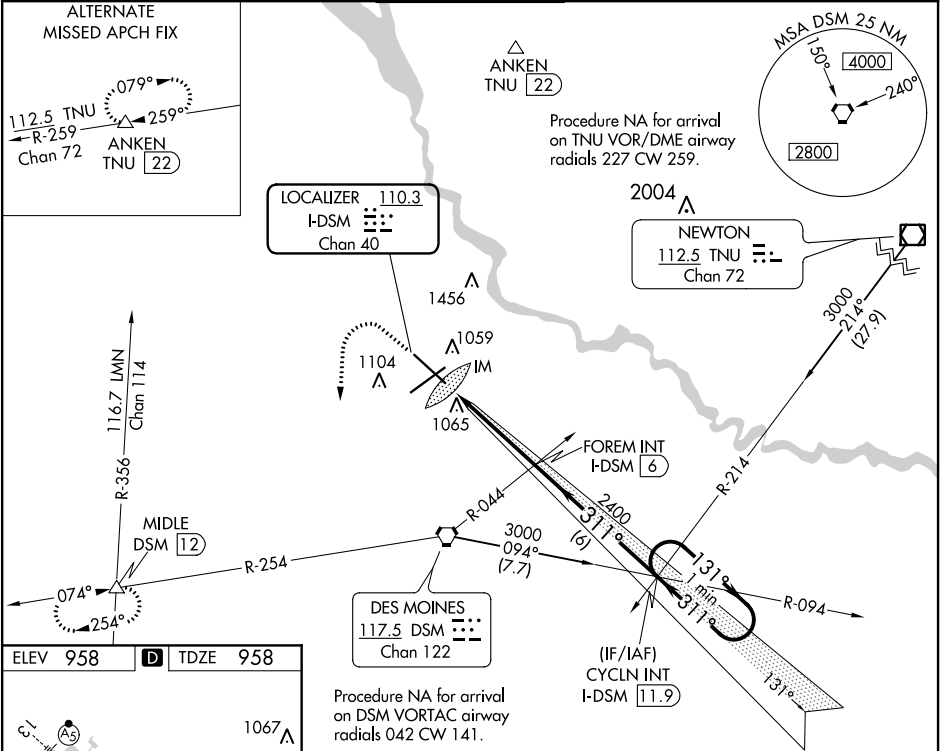 ALTERNATE
MISSED APCH FIX
079°
259°
112.5 TNU
R-259
Chan 72
ANKEN
TNU 22
ANKEN
TNU 22
Procedure NA for arrival
on TNU VOR/DME airway
radials 227 CW 259.
MSA DSM 25 NM
150°
4000
240°
2800
LOCALIZER 110.3
I-DSM
Chan 40
2004
NEWTON
112.5 TNU
Chan 72
1456
1059
1104
IM
1065
3000
214°
(27.9)
116.7 LMN
Chan 114
R-356
FOREM INT
I-DSM 6
R-214
R-044
2400
311°
(6)
MIDLE
DSM 12
R-254
3000
094°
(7.7)
131°
1 min
311°
R-094
074°
254°
DES MOINES
117.5 DSM
Chan 122
(IF/IAF)
CYCLN INT
I-DSM 11.9
131°
ELEV 958 D TDZE 958
Procedure NA for arrival
on DSM VORTAC airway
radials 042 CW 141.
13
A5
1067